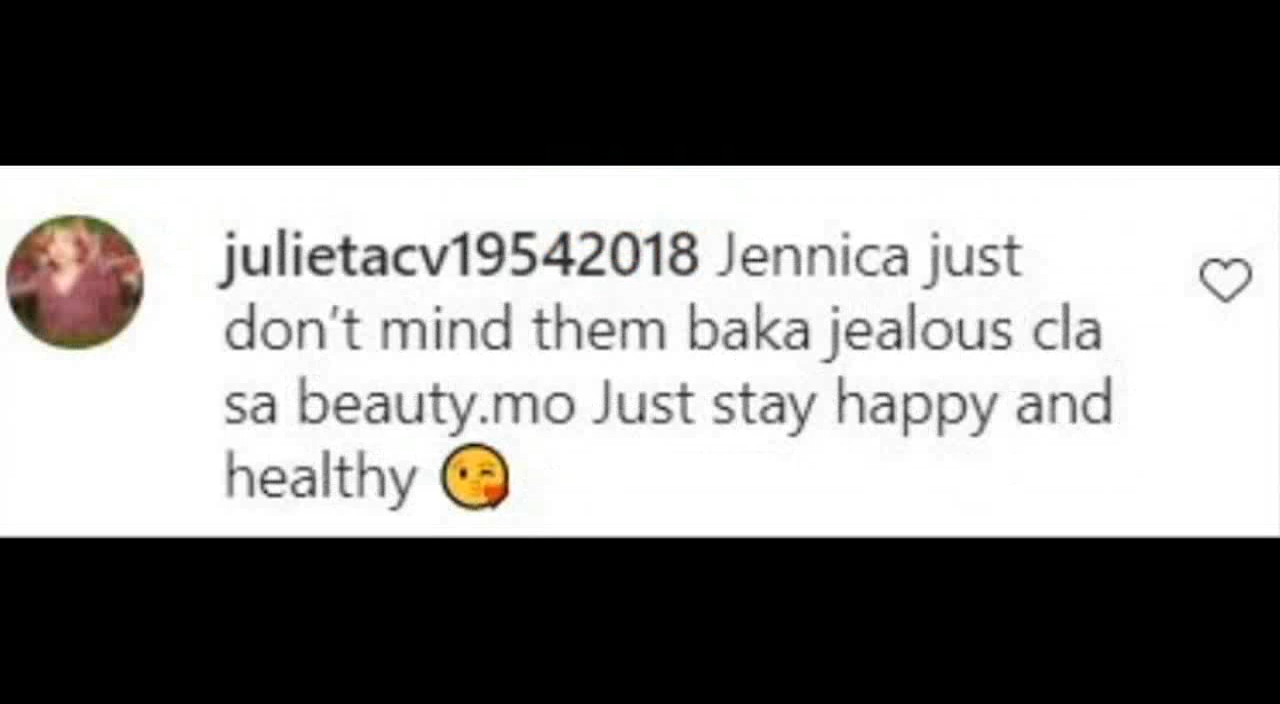 julietacv19542018 Jennica just
don't mind them baka jealous cla
sa beauty.mo Just stay happy and
healthy 😘